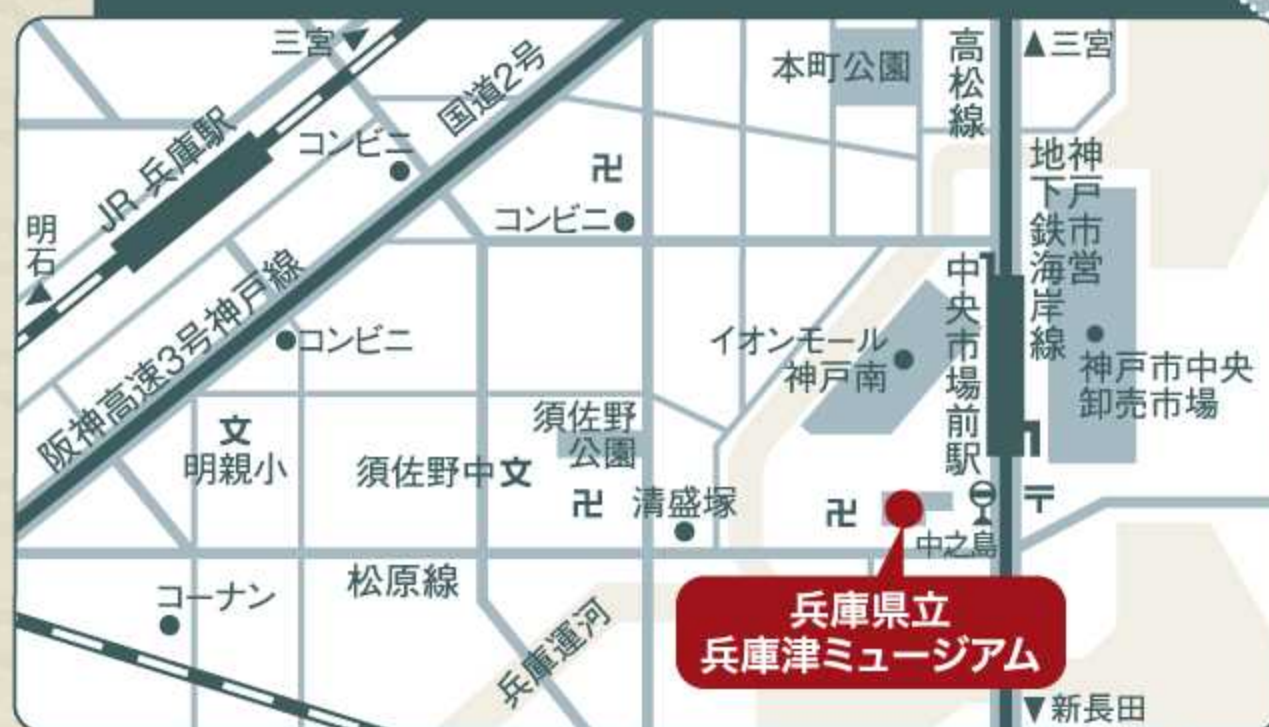 三宮
国道2号
本町公園
高松線
三宮
JR 兵庫駅
コンビニ
コンビニ
明石
阪神高速3号神戸線
コンビニ
神戸市営
地下鉄海岸線
中央市場前駅
イオンモール
神戸南
神戸市中央
卸売市場
文
明親小
須佐野中文
須佐野
公園
清盛塚
中之島
松原線
コーナン
兵庫運河
兵庫県立
兵庫津ミュージアム
新長田